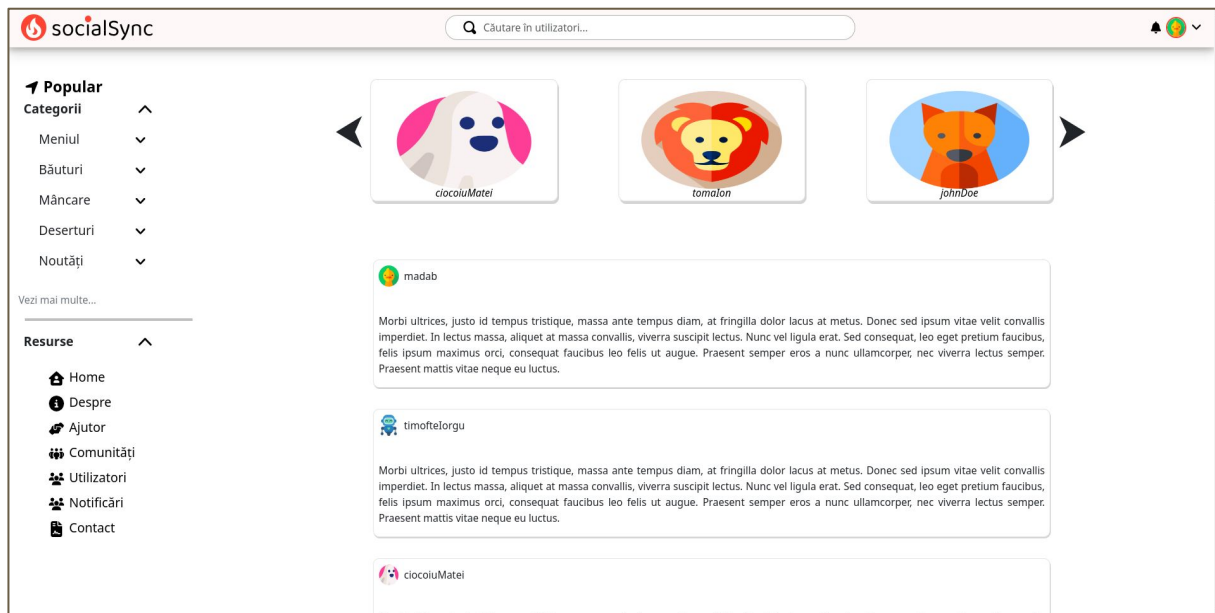 socialSync
Căutare în utilizatori...
Popular
Categorii
Meniul
Băuturi
Mâncare
Deserturi
Noutăți
Vezi mai multe...
Resurse
Home
Despre
Ajutor
Comunități
Utilizatori
Notificări
Contact
ciocoiuMatei
tomaIon
johnDoe
madab
Morbi ultrices, justo id tempus tristique, massa ante tempus diam, at fringilla dolor lacus at metus. Donec sed ipsum vitae velit convallis
imperdiet. In lectus massa, aliquet at massa convallis, viverra suscipit lectus. Nunc vel ligula erat. Sed consequat, leo eget pretium faucibus,
felis ipsum maximus orci, consequat faucibus leo felis ut augue. Praesent semper eros a nunc ullamcorper, nec viverra lectus semper.
Praesent mattis vitae neque eu luctus.
timofteIorgu
Morbi ultrices, justo id tempus tristique, massa ante tempus diam, at fringilla dolor lacus at metus. Donec sed ipsum vitae velit convallis
imperdiet. In lectus massa, aliquet at massa convallis, viverra suscipit lectus. Nunc vel ligula erat. Sed consequat, leo eget pretium faucibus,
felis ipsum maximus orci, consequat faucibus leo felis ut augue. Praesent semper eros a nunc ullamcorper, nec viverra lectus semper.
Praesent mattis vitae neque eu luctus.
ciocoiuMatei